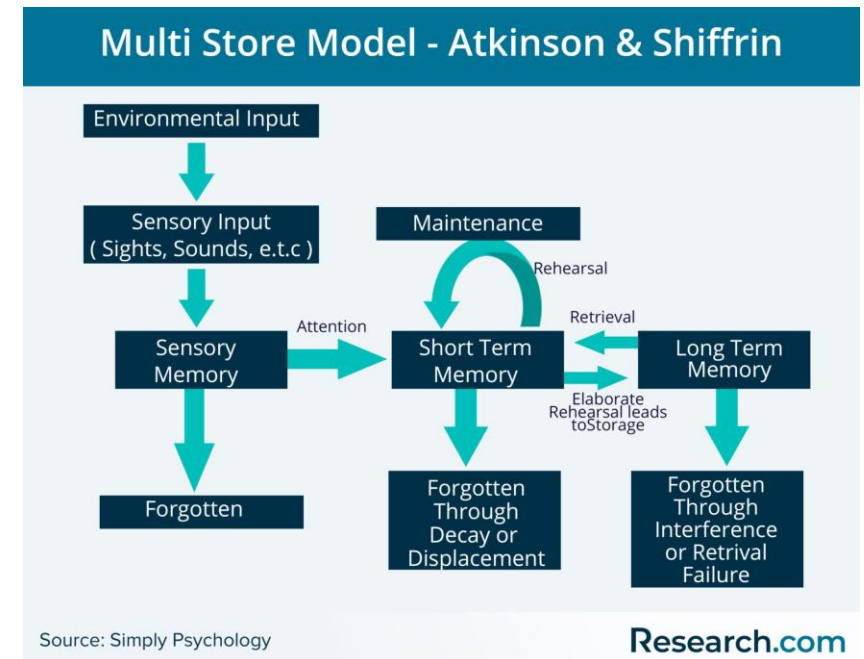 Multi Store Model - Atkinson & Shiffrin
Environmental Input
Sensory Input
( Sights, Sounds, e.t.c )
Maintenance
Rehearsal
Attention
Retrieval
Sensory
Memory
Short Term
Memory
Long Term
Memory
Elaborate
Rehearsal leads
toStorage
Forgotten
Forgotten
Through
Decay or
Displacement
Forgotten
Through
Interference
or Retrival
Failure
Source: Simply Psychology
Research.com